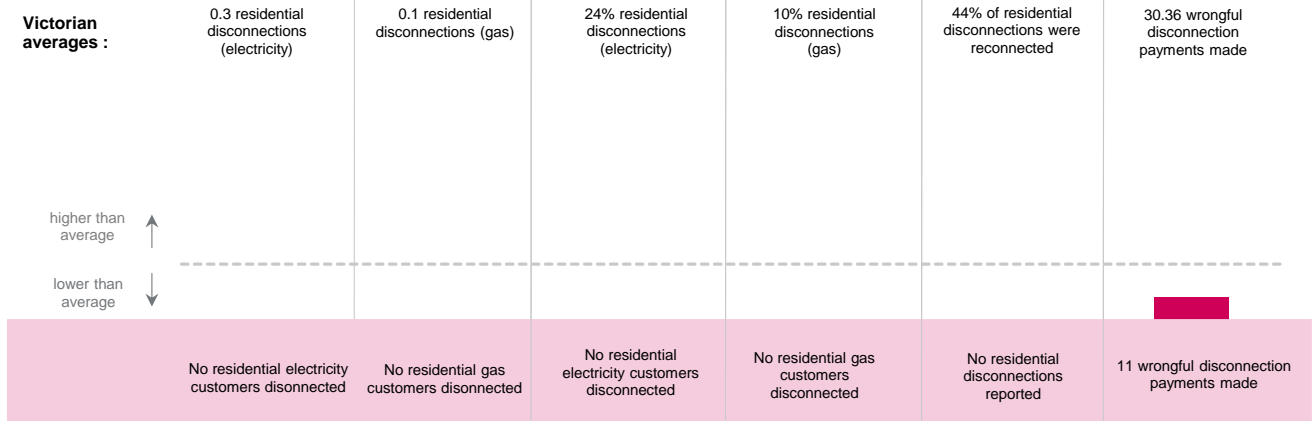 Victorian
averages :
0.3 residential
disconnections
(electricity)
0.1 residential
disconnections (gas)
24% residential
disconnections
(electricity)
10% residential
disconnections
(gas)
44% of residential
disconnections were
reconnected
30.36 wrongful
disconnection
payments made
higher than
average
lower than
average
No residential electricity
customers disonnected
No residential gas
customers disonnected
No residential
electricity customers
disconnected
No residential gas
customers
disconnected
No residential
disconnections
reported
11 wrongful disconnection
payments made